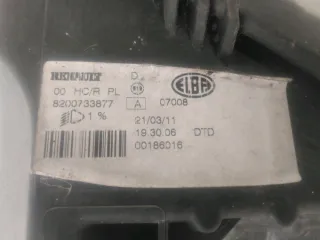 RENAULT D ELBA
00 HC/R PL
8200733877 A 07008
1 % 21/03/11
19.30.06 DTD
00186016